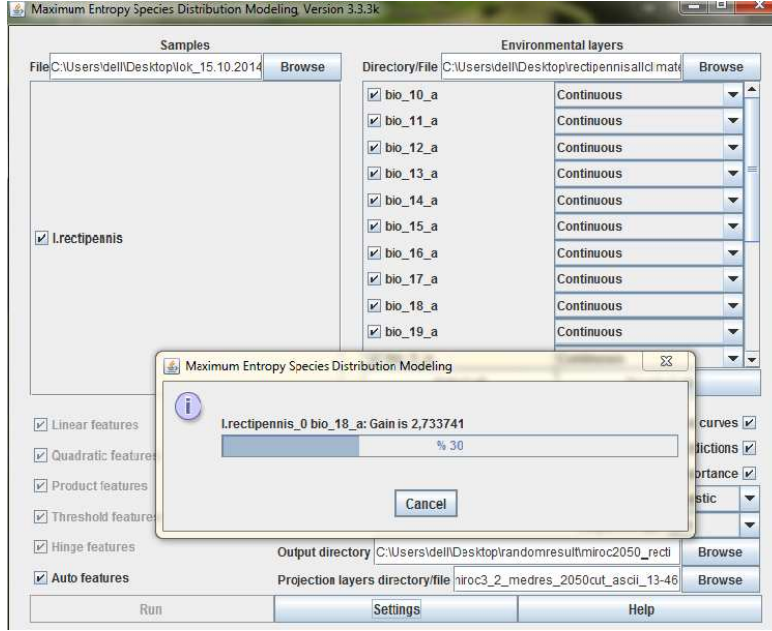 Maximum Entropy Species Distribution Modeling, Version 3.3.3k
Samples
Environmental layers
File C:\Users\dell\Desktop\lok_15.10.2014 Browse
Directory/File C:\Users\dell\Desktop\rectipennisallclimate Browse
bio_10_a Continuous
bio_11_a Continuous
bio_12_a Continuous
bio_13_a Continuous
bio_14_a Continuous
bio_15_a Continuous
bio_16_a Continuous
bio_17_a Continuous
bio_18_a Continuous
bio_19_a Continuous
I.rectipennis
Maximum Entropy Species Distribution Modeling
I.rectipennis_0 bio_18_a: Gain is 2,733741
% 30
Cancel
Linear features
Quadratic features
Product features
Threshold features
Hinge features
Auto features
curves
dictions
ortance
stic
Output directory C:\Users\dell\Desktop\randomresult\miroc2050_recti Browse
Projection layers directory/file niroc3_2_medres_2050cut_ascii_13-46 Browse
Run
Settings
Help